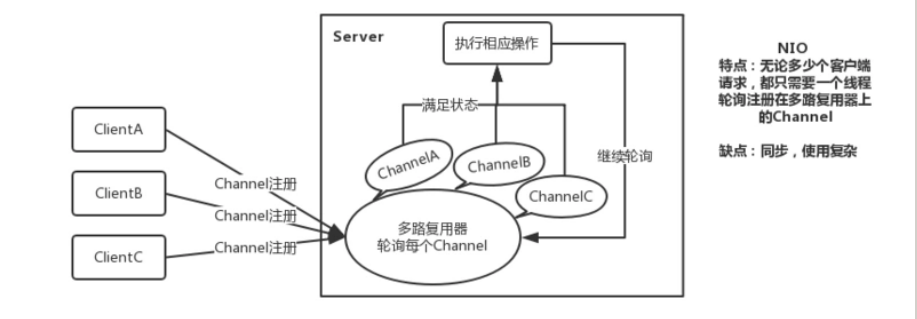 Server
执行相应操作
NIO
特点：无论多少个客户端
请求，都只需要一个线程
轮询注册在多路复用器上
的Channel
缺点：同步，使用复杂
满足状态
ClientA
ChannelA
ChannelB
继续轮询
Channel注册
ClientB
ChannelC
Channel注册
多路复用器
轮询每个Channel
Channel注册
ClientC